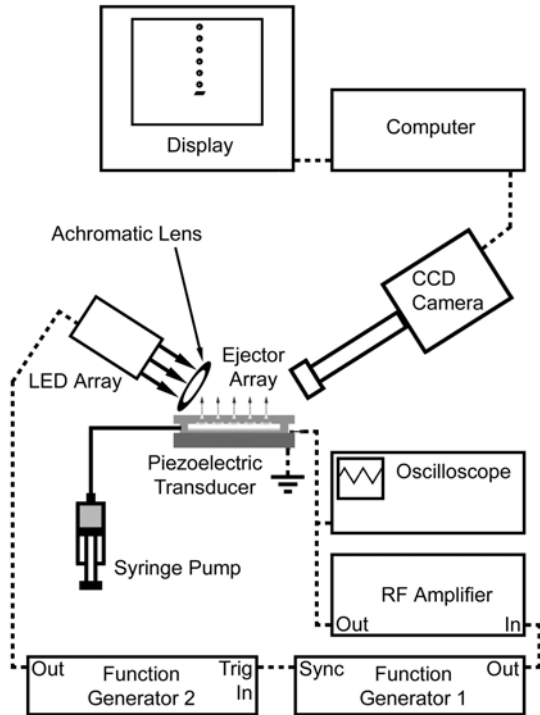 Display
Computer
Achromatic Lens
CCD
Camera
LED Array
Ejector
Array
Piezoelectric
Transducer
Oscilloscope
Syringe Pump
RF Amplifier
Out
In
Out
Function
Generator 2
Trig
In
Sync
Function
Generator 1
Out